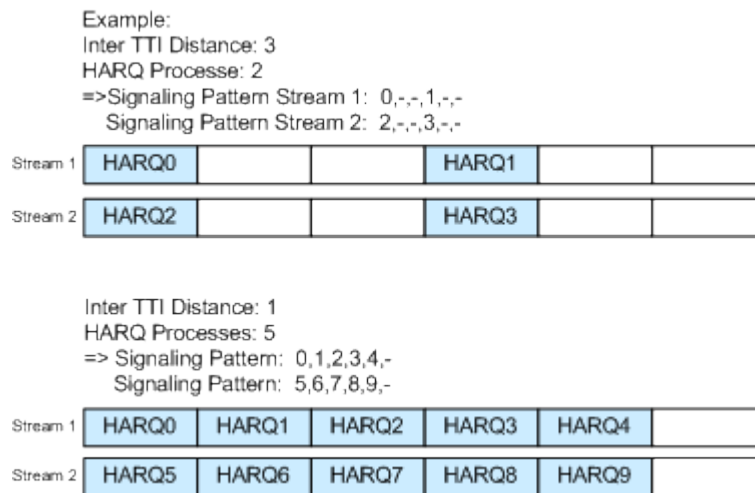 Example:
Inter TTI Distance: 3
HARQ Processe: 2
=>Signaling Pattern Stream 1: 0,-,-,1,-,-
Signaling Pattern Stream 2: 2,-,-,3,-,-
Stream 1 HARQ0 HARQ1
Stream 2 HARQ2 HARQ3
Inter TTI Distance: 1
HARQ Processes: 5
=> Signaling Pattern: 0,1,2,3,4,-
Signaling Pattern: 5,6,7,8,9,-
Stream 1 HARQ0 HARQ1 HARQ2 HARQ3 HARQ4
Stream 2 HARQ5 HARQ6 HARQ7 HARQ8 HARQ9